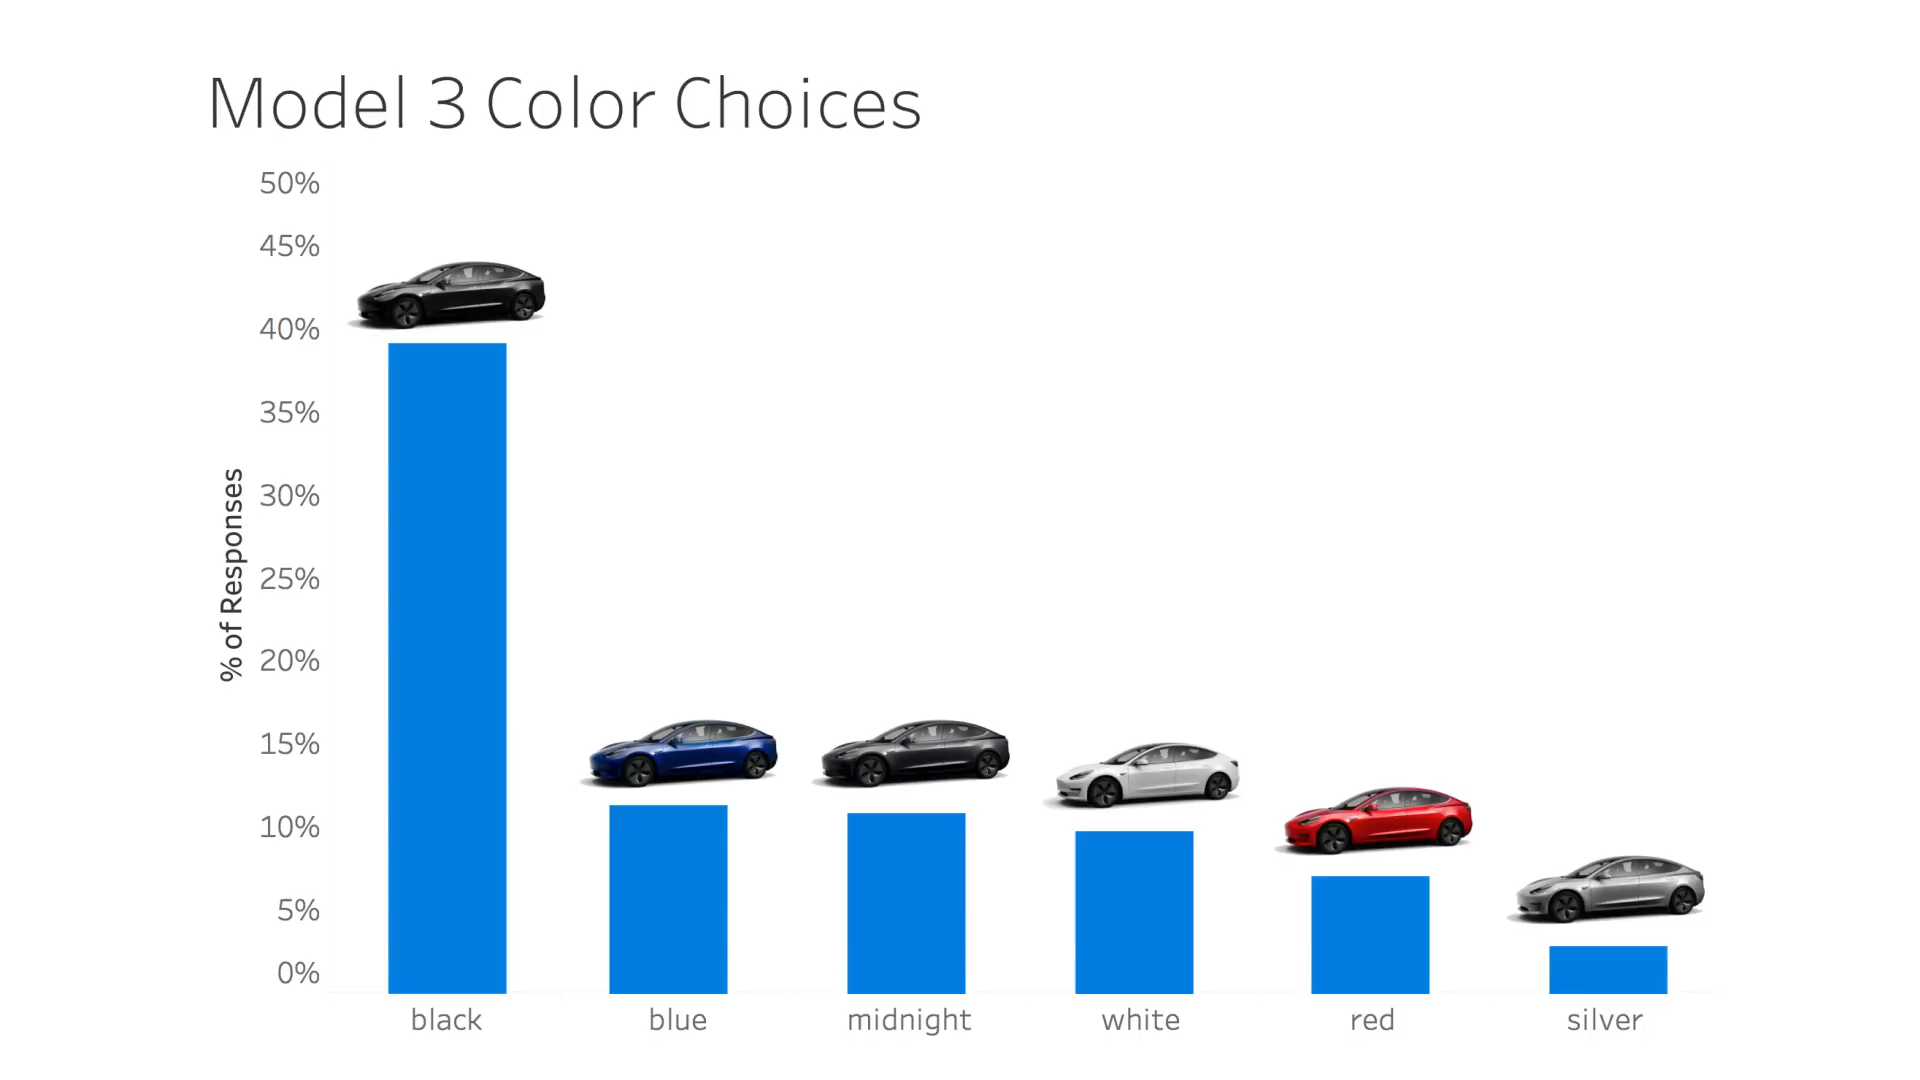 Model 3 Color Choices
50%
45%
40%
35%
30%
25%
20%
15%
10%
5%
0%
% of Responses
black
blue
midnight
white
red
silver